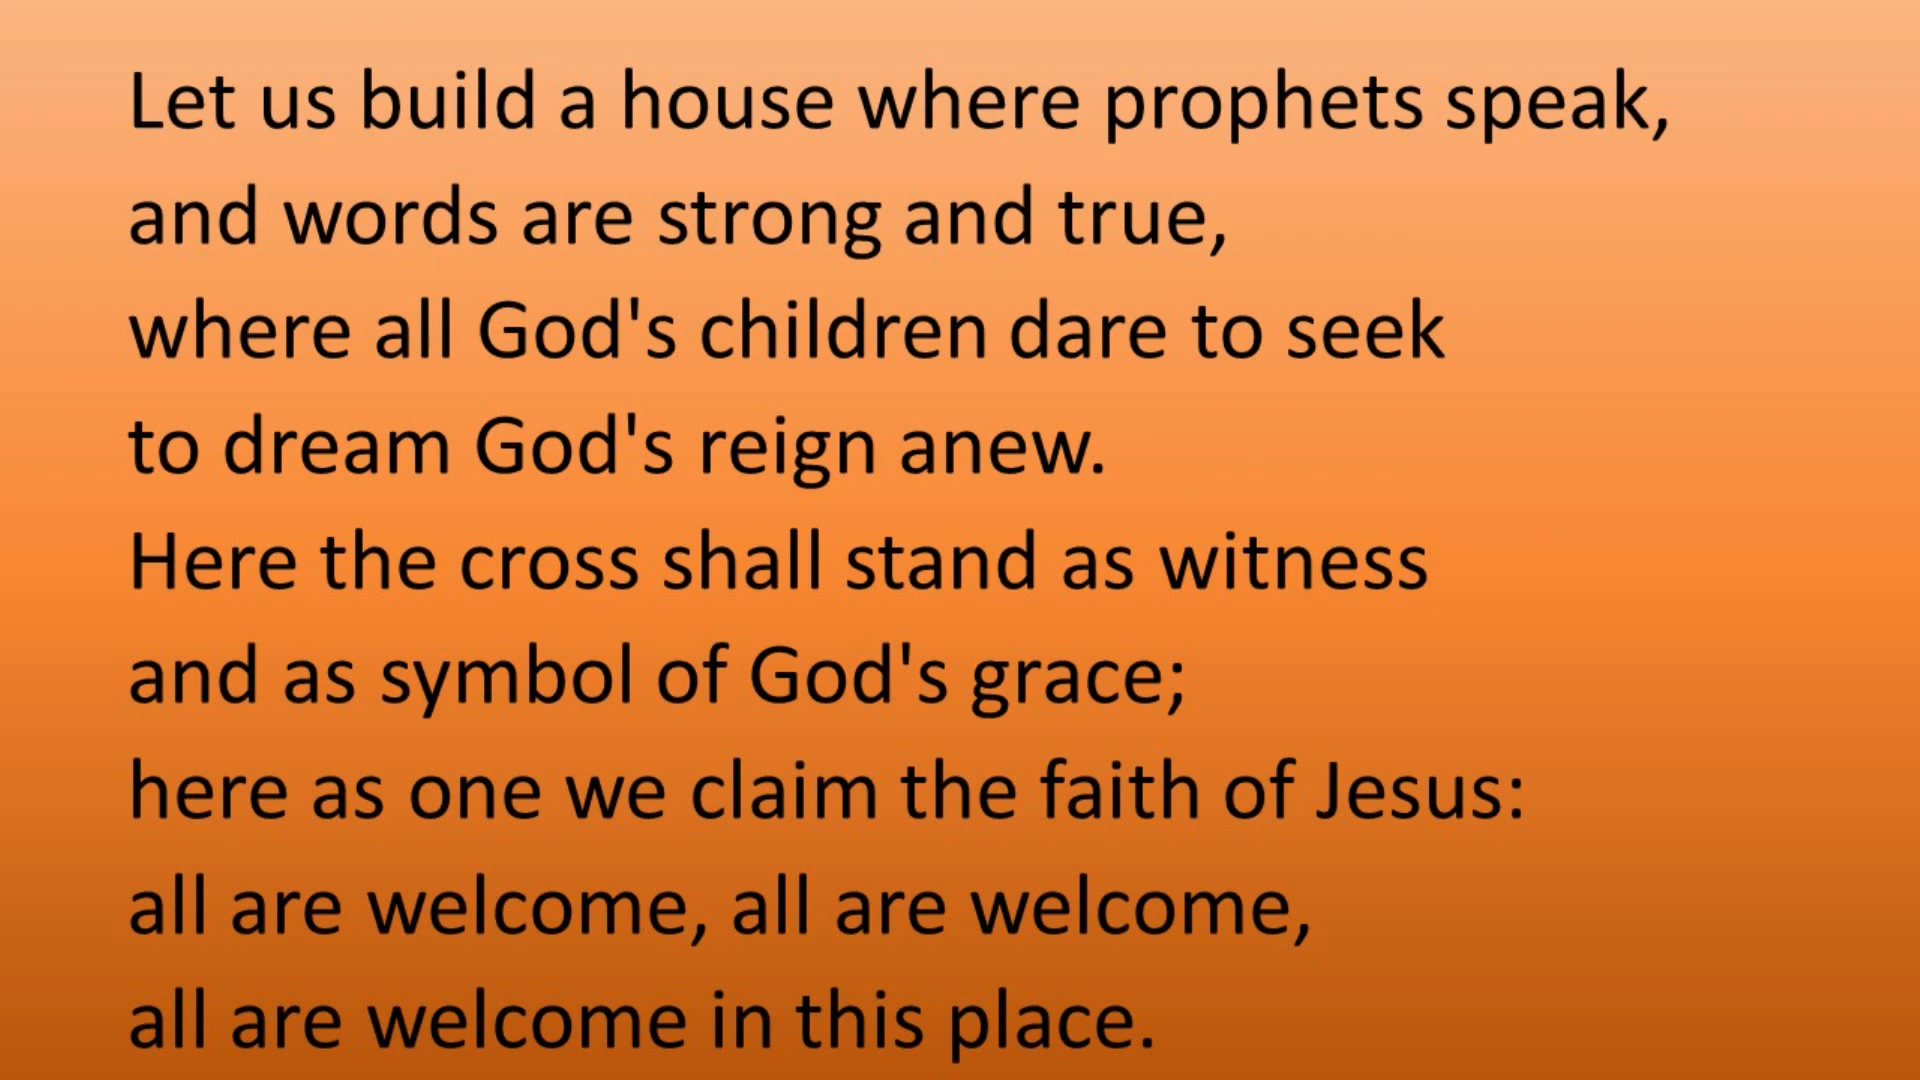 Let us build a house where prophets speak,
and words are strong and true,
where all God's children dare to seek
to dream God's reign anew.
Here the cross shall stand as witness
and as symbol of God's grace;
here as one we claim the faith of Jesus:
all are welcome, all are welcome,
all are welcome in this place.